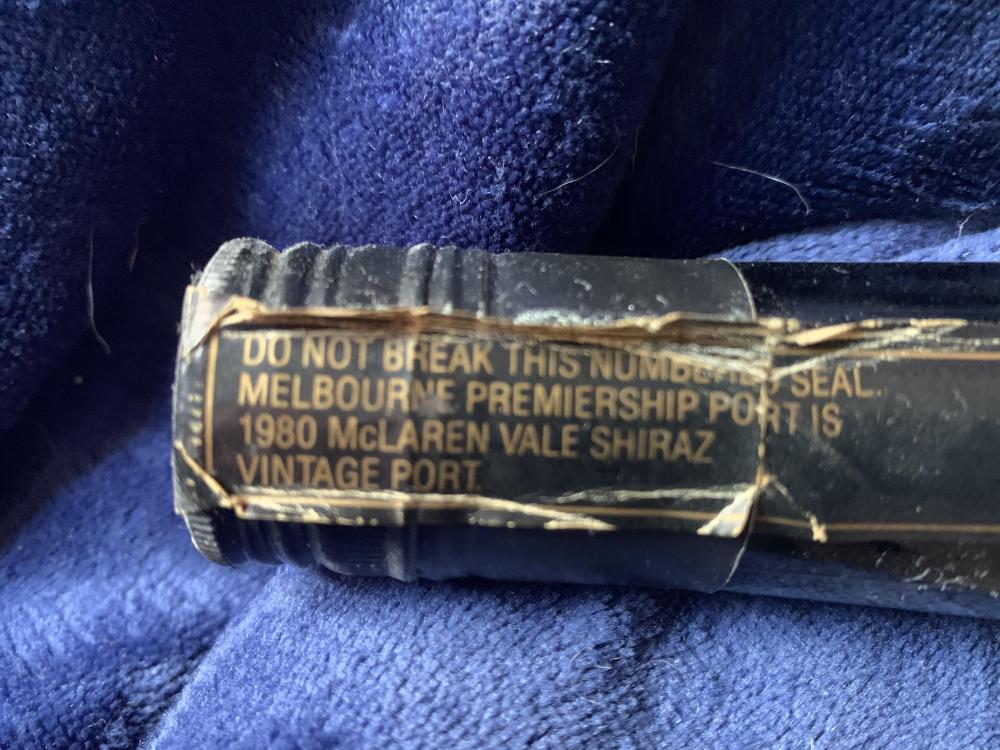 DO NOT BREAK THIS NUMBERED SEAL.
MELBOURNE PREMIERSHIP PORT IS
1980 McLAREN VALE SHIRAZ
VINTAGE PORT.